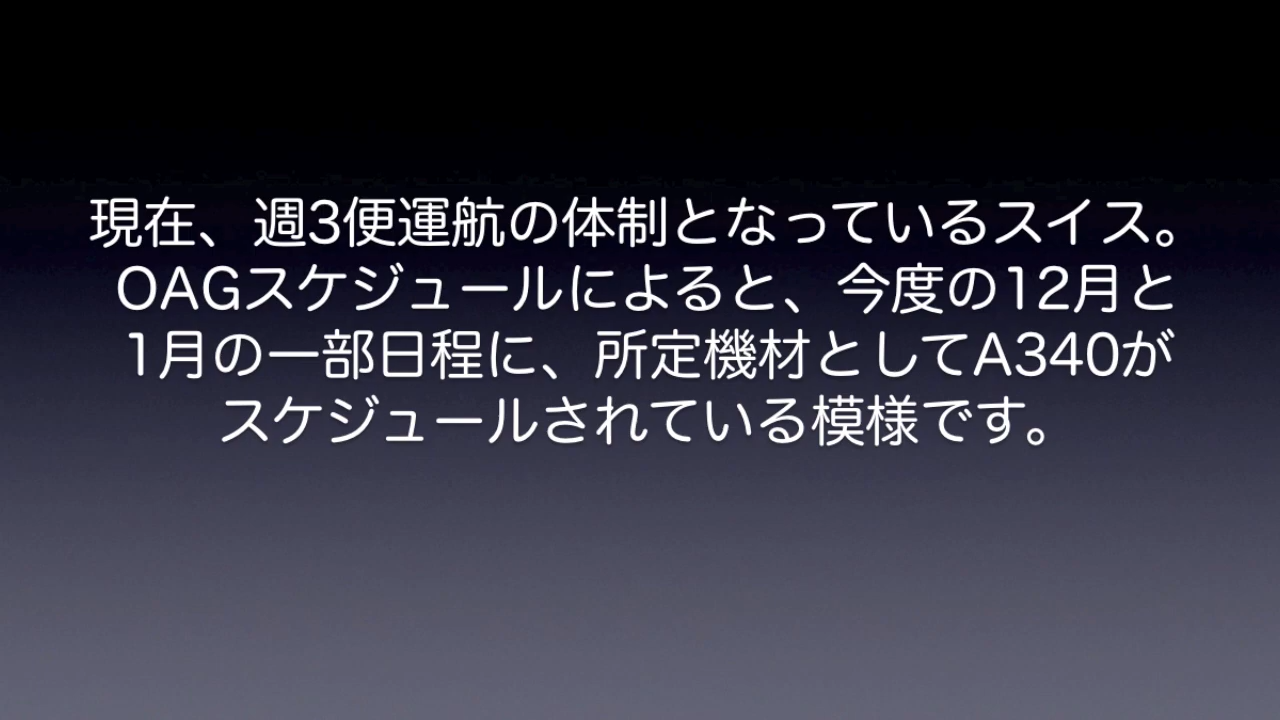 現在、週3便運航の体制となっているスイス。
OAGスケジュールによると、今度の12月と
1月の一部日程に、所定機材としてA340が
スケジュールされている模様です。